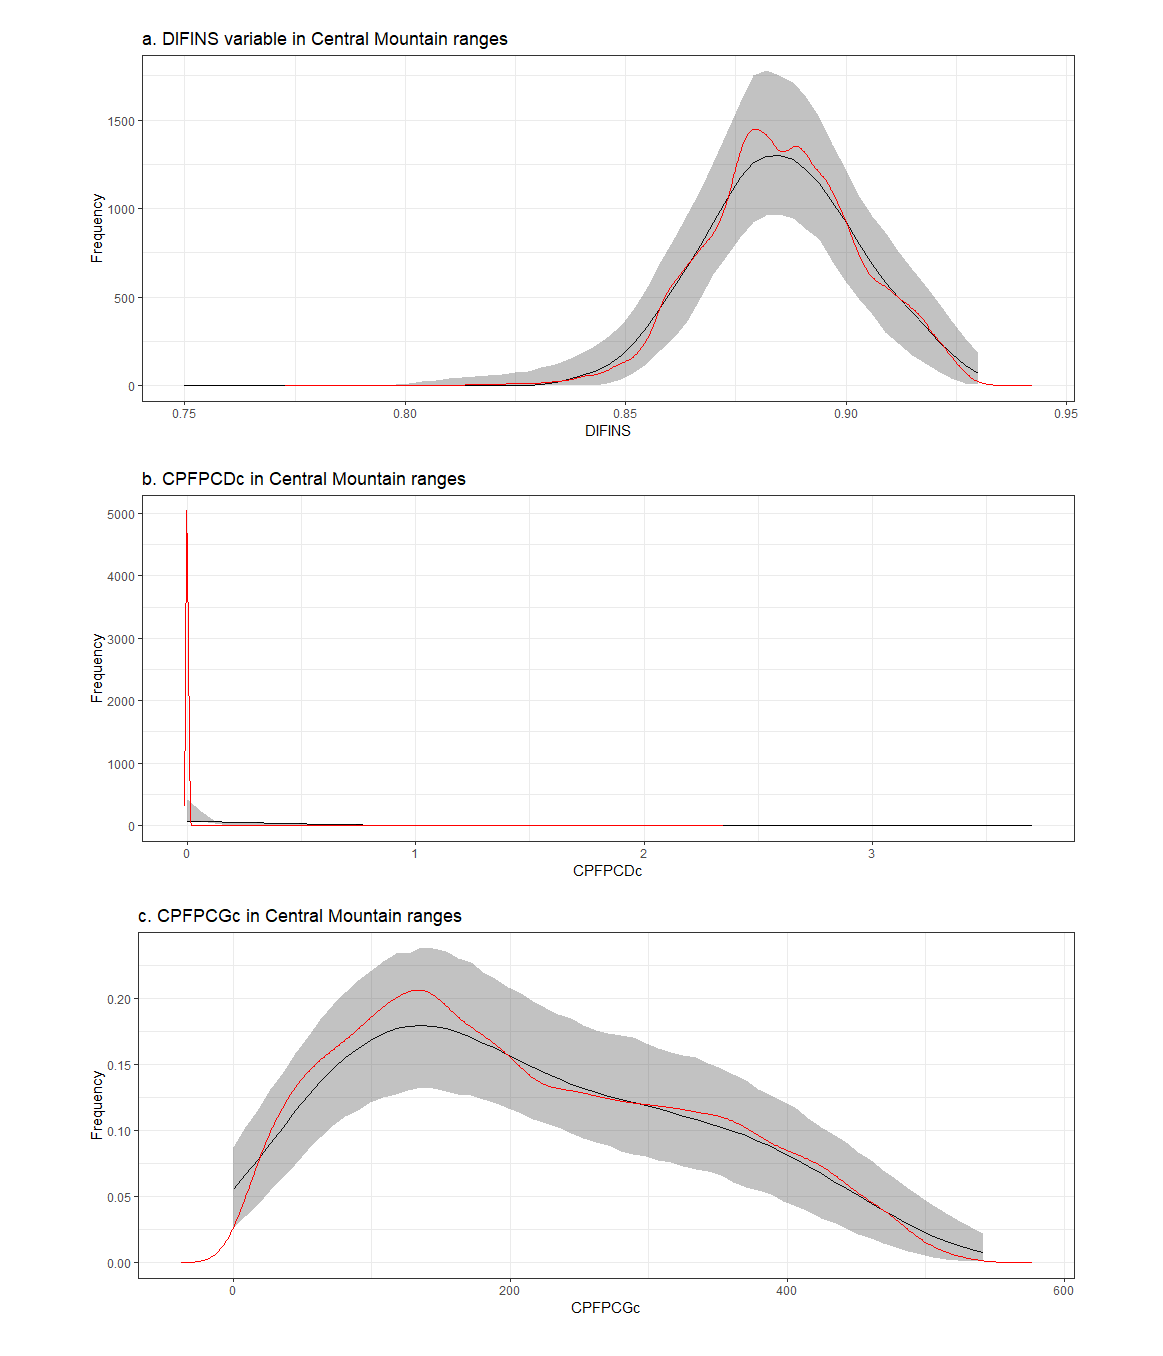 a. DIFINS variable in Central Mountain ranges
1500
1000
500
0
Frequency
0.75 0.80 0.85 0.90 0.95
DIFINS
b. CPFPCDc in Central Mountain ranges
5000
4000
3000
2000
1000
0
Frequency
0 1 2 3
CPFPCDc
c. CPFPCGc in Central Mountain ranges
0.20
0.15
0.10
0.05
0.00
Frequency
0 200 400 600
CPFPCGc